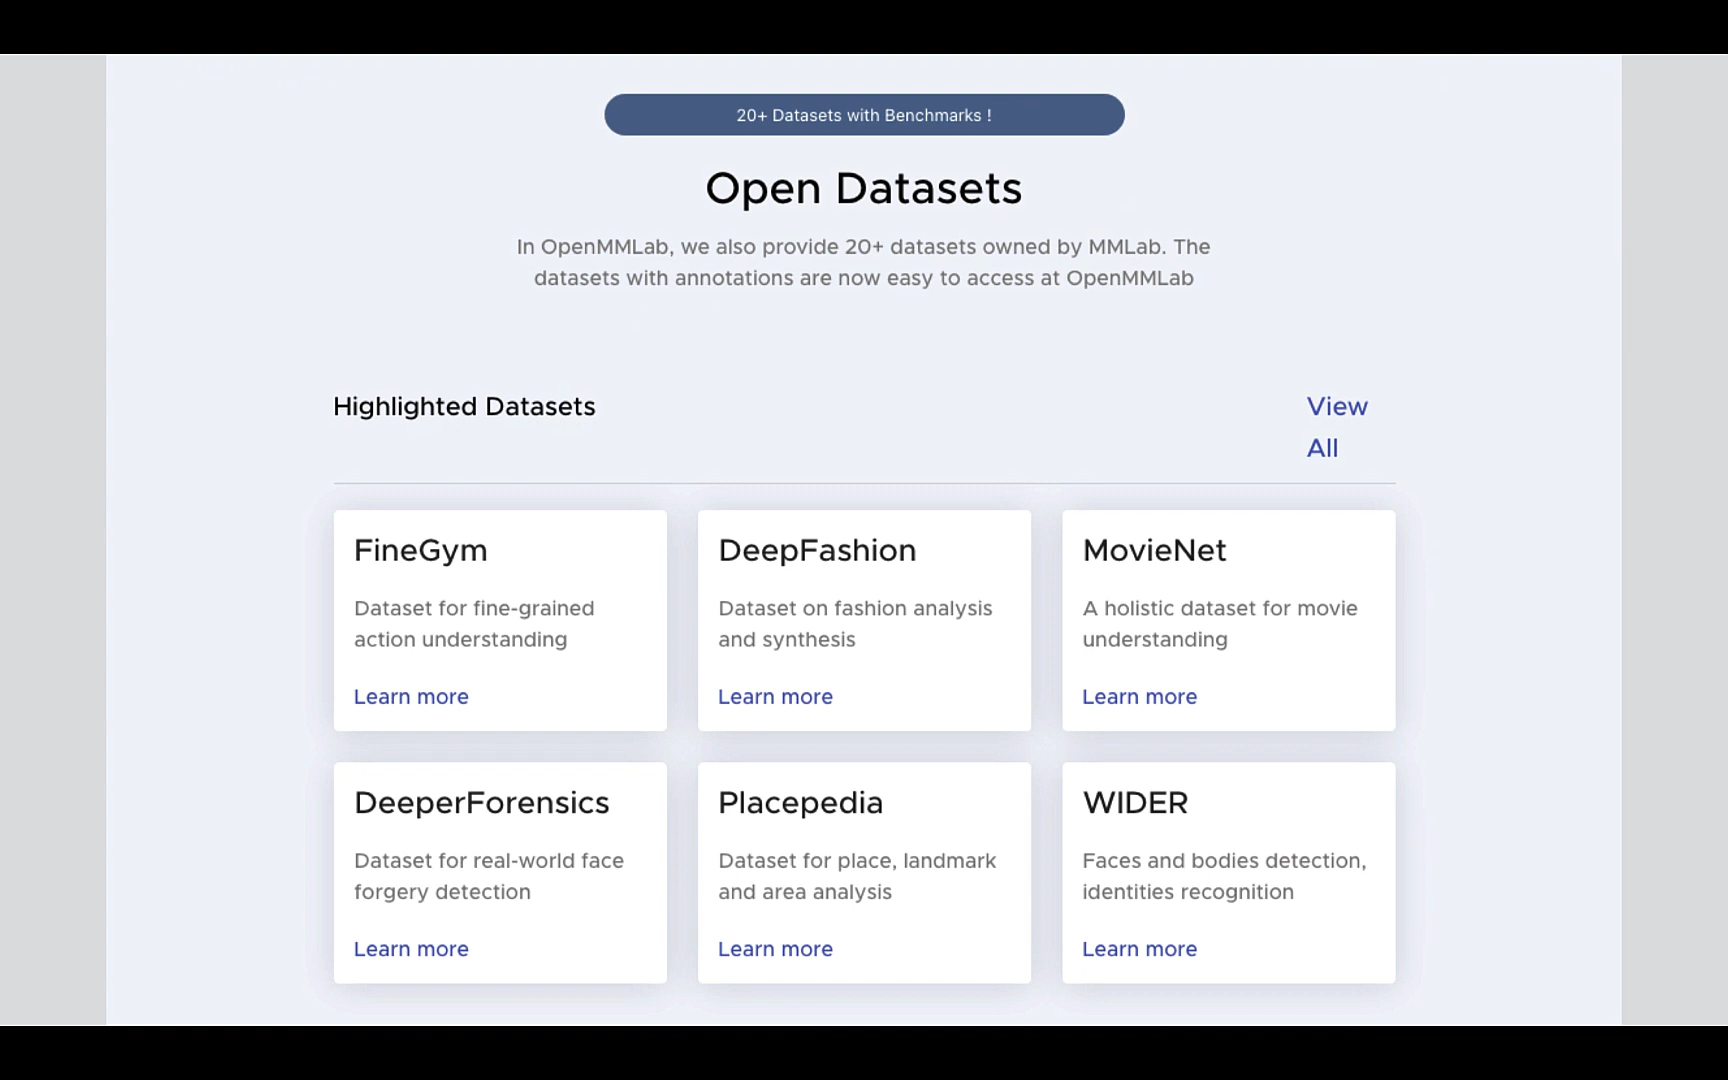 20+ Datasets with Benchmarks !
Open Datasets
In OpenMMLab, we also provide 20+ datasets owned by MMLab. The
datasets with annotations are now easy to access at OpenMMLab
Highlighted Datasets
View
All
FineGym
Dataset for fine-grained
action understanding
Learn more
DeepFashion
Dataset on fashion analysis
and synthesis
Learn more
MovieNet
A holistic dataset for movie
understanding
Learn more
DeeperForensics
Dataset for real-world face
forgery detection
Learn more
Placepedia
Dataset for place, landmark
and area analysis
Learn more
WIDER
Faces and bodies detection,
identities recognition
Learn more